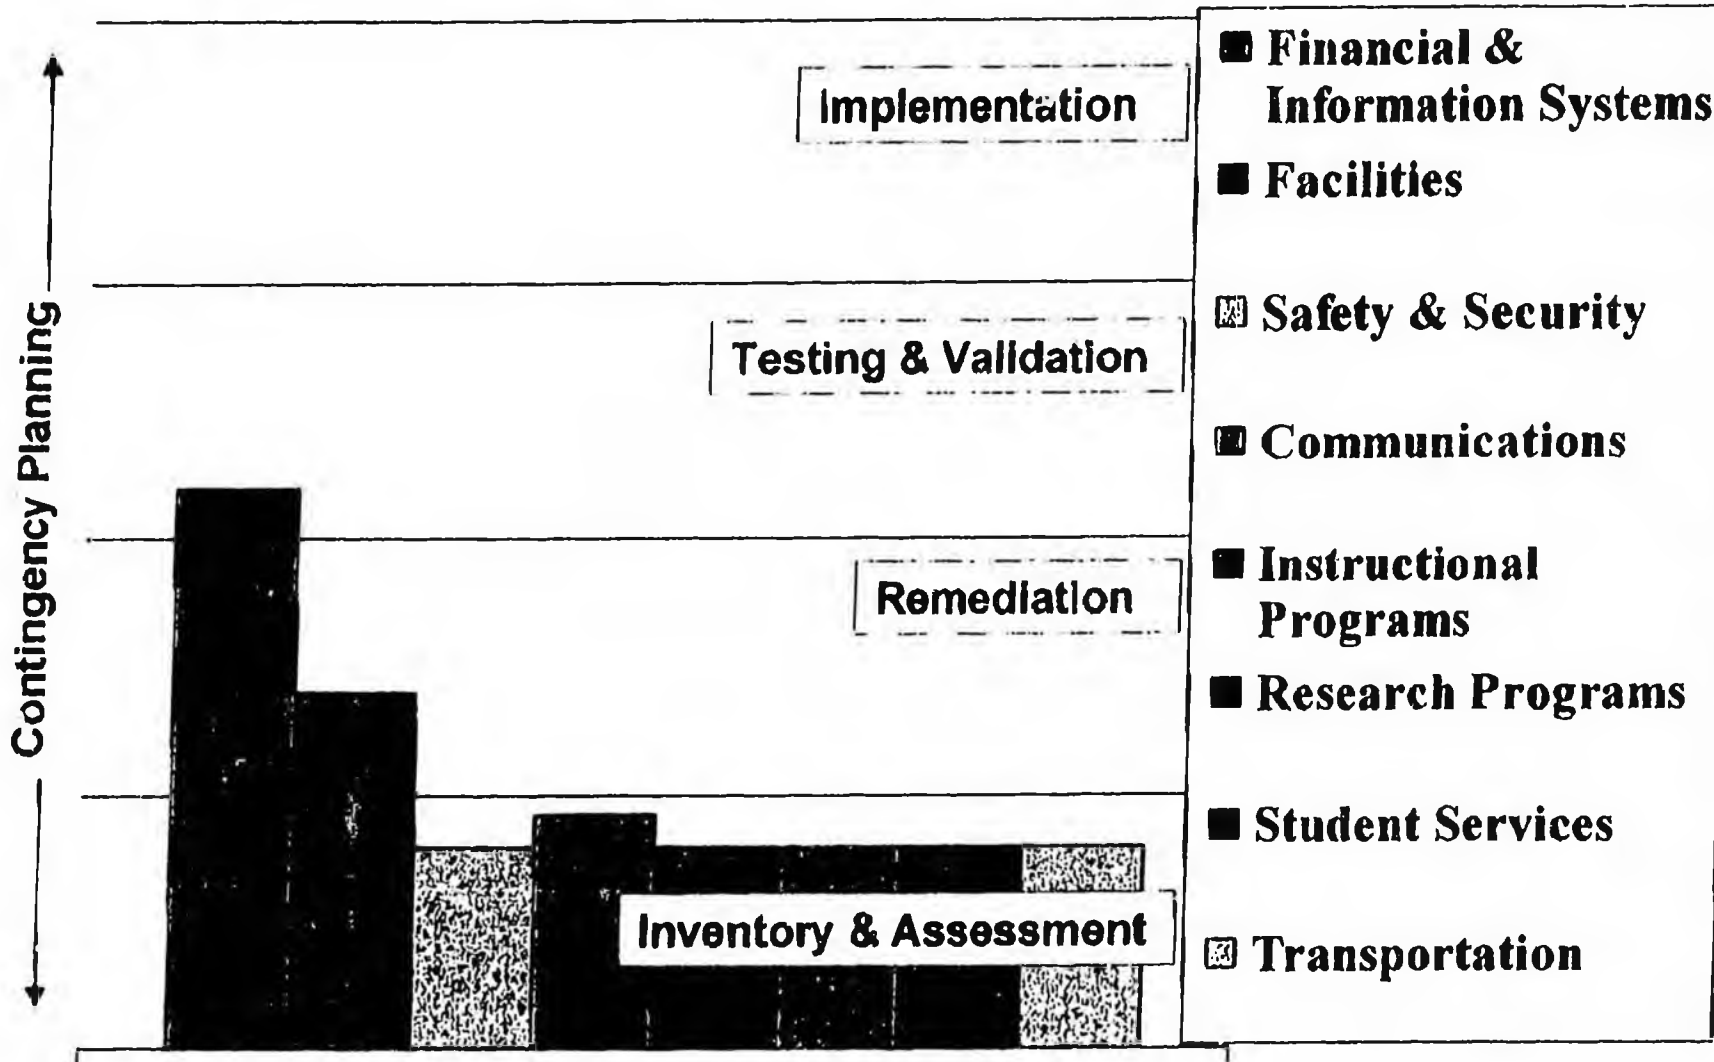 Contingency Planning
Implementation
Testing & Validation
Remediation
Inventory & Assessment
Financial &
Information Systems
Facilities
Safety & Security
Communications
Instructional
Programs
Research Programs
Student Services
Transportation